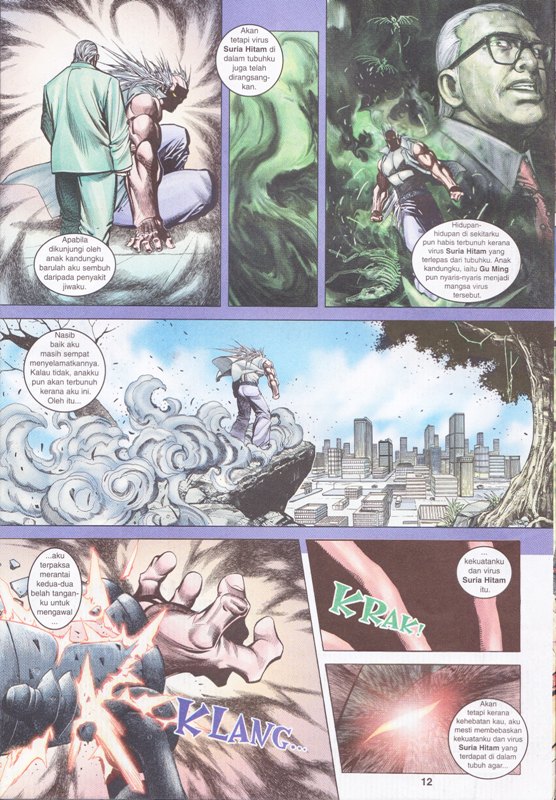 Apabila
dikunjungi oleh
anak kandungku
barulah aku sembuh
daripada penyakit
jiwaku.
Akan
tetapi virus
Suria Hitam di
dalam tubuhku
juga telah
dirangsang-
kan.
Hidupan-
hidupan di sekitarku
pun habis terbunuh kerana
virus Suria Hitam yang
terlepas dari tubuhku. Anak
kandungku, iaitu Gu Ming
pun nyaris-nyaris menjadi
mangsa virus
tersebut.
Nasib
baik aku
masih sempat
menyelamatkannya.
Kalau tidak, anakku
pun akan terbunuh
kerana aku ini.
Oleh itu...
...aku
terpaksa
merantai
kedua-dua
belah tangan-
ku untuk
mengawal
...
KLANG...
...
kekuatanku
dan virus
Suria Hitam
itu.
KRAK!
Akan
tetapi kerana
kehebatan kau, aku
mesti membebaskan
kekuatanku dan virus
Suria Hitam yang
terdapat di dalam
tubuh agar...
12